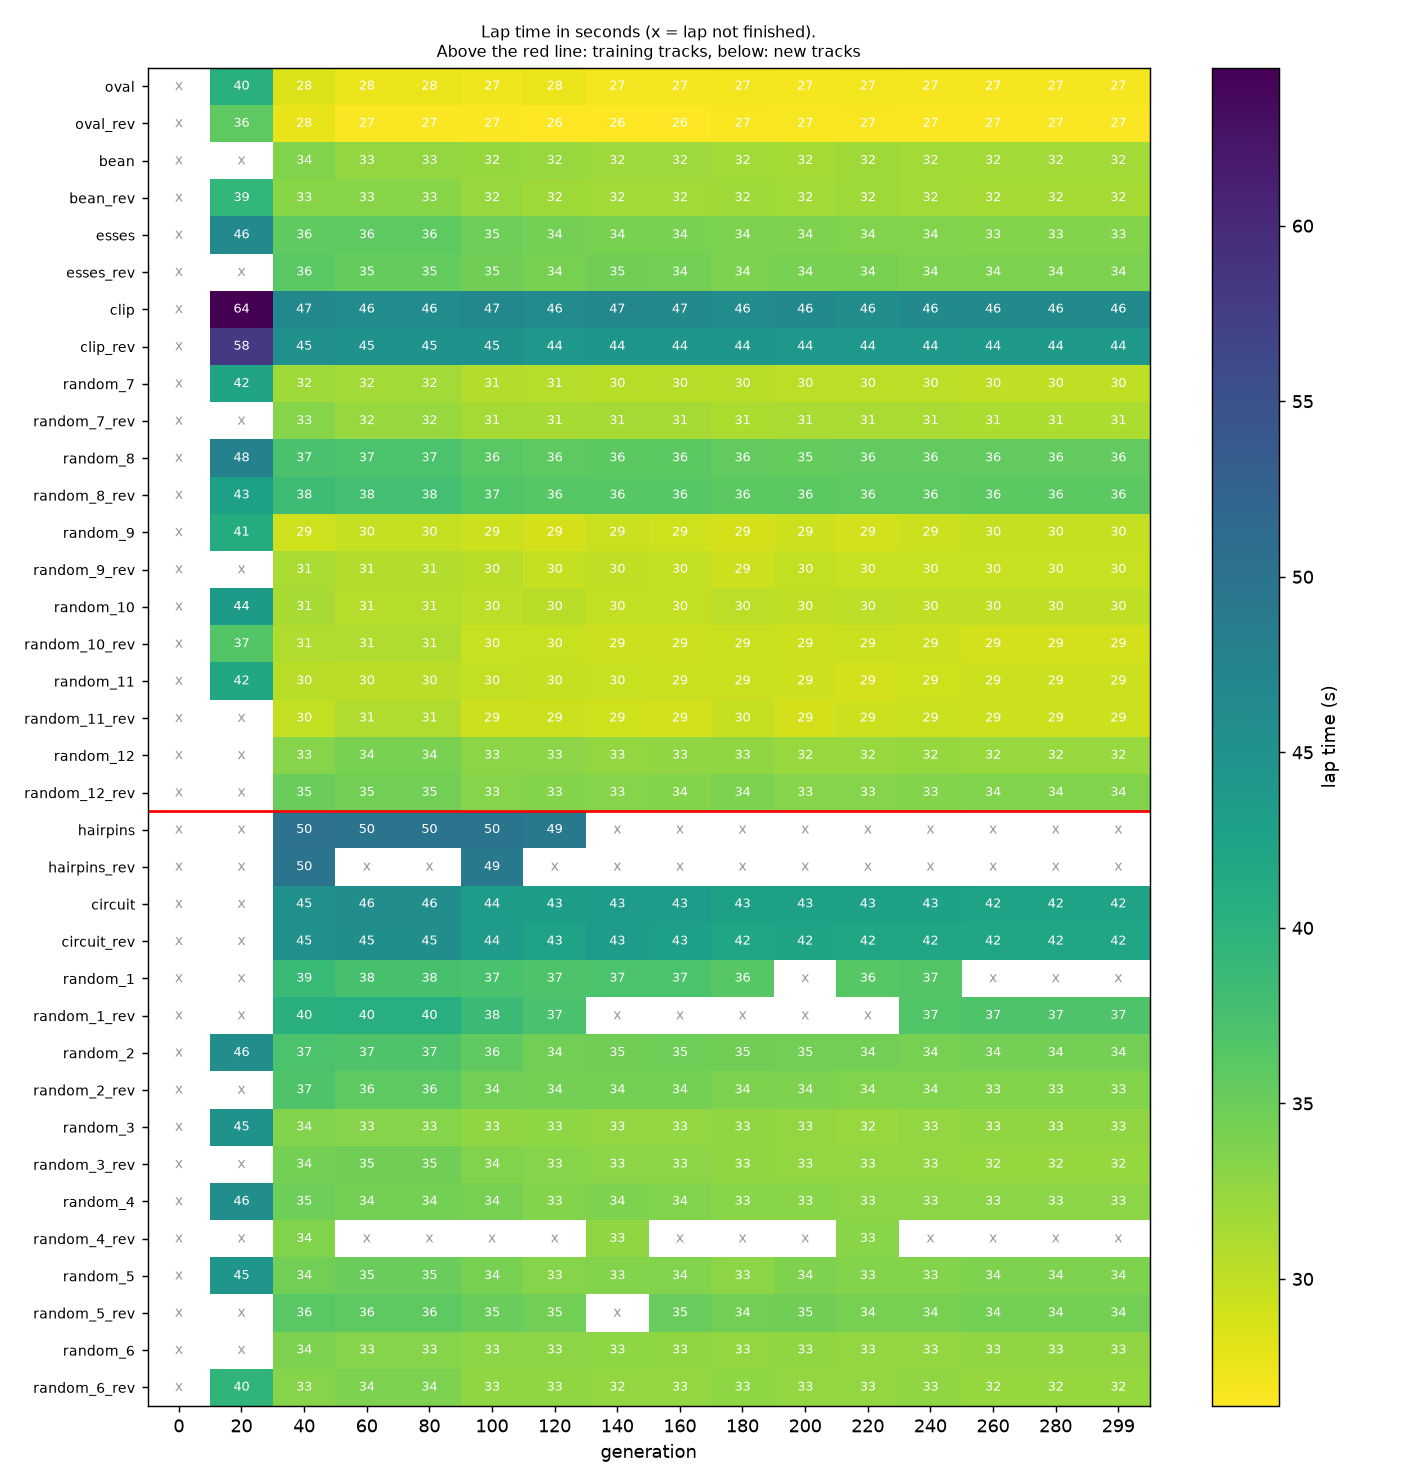 Lap time in seconds (x = lap not finished).
Above the red line: training tracks, below: new tracks
oval x 40 28 28 28 27 28 27 27 27 27 27 27 27 27 27
oval_rev x 36 28 27 27 27 26 26 26 27 27 27 27 27 27 27
bean x x 34 33 33 32 32 32 32 32 32 32 32 32 32 32
bean_rev x 39 33 33 33 32 32 32 32 32 32 32 32 32 32 32
esses x 46 36 36 36 35 34 34 34 34 34 34 34 33 33 33
esses_rev x x 36 35 35 35 34 35 34 34 34 34 34 34 34 34
clip x 64 47 46 46 47 46 47 47 46 46 46 46 46 46 46
clip_rev x 58 45 45 45 45 44 44 44 44 44 44 44 44 44 44
random_7 x 42 32 32 32 31 31 30 30 30 30 30 30 30 30 30
random_7_rev x x 33 32 32 31 31 31 31 31 31 31 31 31 31 31
random_8 x 48 37 37 37 36 36 36 36 36 35 36 36 36 36 36
random_8_rev x 43 38 38 38 37 36 36 36 36 36 36 36 36 36 36
random_9 x 41 29 30 30 29 29 29 29 29 29 29 29 30 30 30
random_9_rev x x 31 31 31 30 30 30 30 29 30 30 30 30 30 30
random_10 x 44 31 31 31 30 30 30 30 30 30 30 30 30 30 30
random_10_rev x 37 31 31 31 30 30 29 29 29 29 29 29 29 29 29
random_11 x 42 30 30 30 30 30 30 29 29 29 29 29 29 29 29
random_11_rev x x 30 31 31 29 29 29 29 30 29 29 29 29 29 29
random_12 x x 33 34 34 33 33 33 33 33 32 32 32 32 32 32
random_12_rev x x 35 35 35 33 33 33 34 34 33 33 33 34 34 34
hairpins x x 50 50 50 50 49 x x x x x x x x x
hairpins_rev x x 50 x x 49 x x x x x x x x x x
circuit x x 45 46 46 44 43 43 43 43 43 43 43 42 42 42
circuit_rev x x 45 45 45 44 43 43 43 42 42 42 42 42 42 42
random_1 x x 39 38 38 37 37 37 37 36 x 36 37 x x x
random_1_rev x x 40 40 40 38 37 x x x x x 37 37 37 37
random_2 x 46 37 37 37 36 34 35 35 35 35 34 34 34 34 34
random_2_rev x x 37 36 36 34 34 34 34 34 34 34 34 33 33 33
random_3 x 45 34 33 33 33 33 33 33 33 33 32 33 33 33 33
random_3_rev x x 34 35 35 34 33 33 33 33 33 33 33 32 32 32
random_4 x 46 35 34 34 34 33 34 34 33 33 33 33 33 33 33
random_4_rev x x 34 x x x x 33 x x x 33 x x x x
random_5 x 45 34 35 35 34 33 33 34 33 34 33 33 34 34 34
random_5_rev x x 36 36 36 35 35 x 35 34 35 34 34 34 34 34
random_6 x x 34 33 33 33 33 33 33 33 33 33 33 33 33 33
random_6_rev x 40 33 34 34 33 33 32 33 33 33 33 33 32 32 32
0 20 40 60 80 100 120 140 160 180 200 220 240 260 280 299
generation
60
55
50
45
40
35
30
lap time (s)